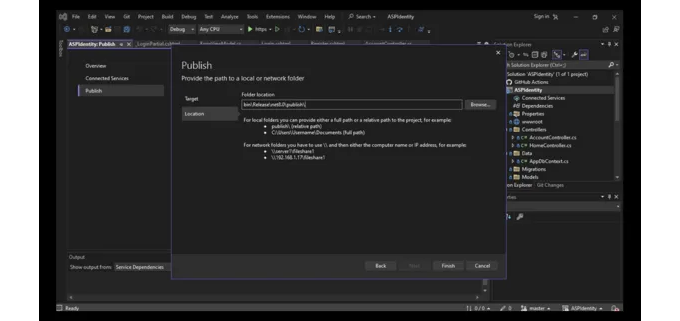 File Edit View Git Project Build Debug Test Analyze Tools Extensions Window Help Search ASPIdentity Sign in
Debug Any CPU https
ASPIdentity: Publish _LoginPartial.cshtml
Solution Explorer
Overview
Connected Services
Publish
Publish
Provide the path to a local or network folder
Target
Location
Folder location
bin\Release\net8.0\publish\
Browse...
For local folders you can provide either a full path or a relative path to the project, for example:
• publish\ (relative path)
• C:\Users\Username\Documents (full path)
For network folders you have to use \\ and then either the computer name or IP address, for example:
• \\server1\fileshare1
• \\192.168.1.17\fileshare1
Back Next Finish Cancel
h Solution Explorer (Ctrl+;)
Solution 'ASPIdentity' (1 of 1 project)
GitHub Actions
ASPIdentity
Connected Services
Dependencies
Properties
wwwroot
Controllers
AccountController.cs
HomeController.cs
Data
AppDbContext.cs
Migrations
Models
on Explorer Git Changes
rties
Output
Show output from: Service Dependencies
Ready
master ASPIdentity